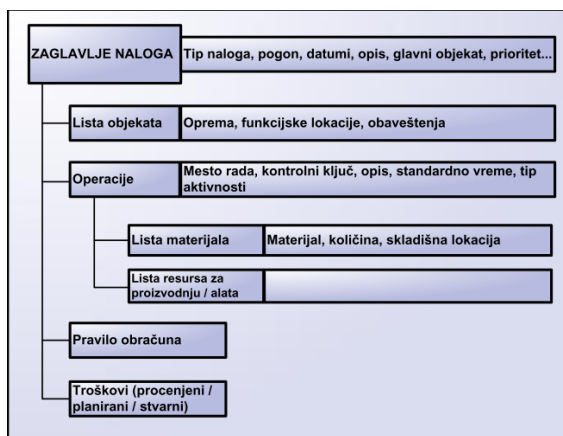 ZAGLAVLJE NALOGA
Tip naloga, pogon, datumi, opis, glavni objekat, prioritet...
Lista objekata
Oprema, funkcijske lokacije, obaveštenja
Operacije
Mesto rada, kontrolni ključ, opis, standardno vreme, tip
aktivnosti
Lista materijala
Materijal, količina, skladišna lokacija
Lista resursa za
proizvodnju / alata
Pravilo obračuna
Troškovi (procenjeni /
planirani / stvarni)